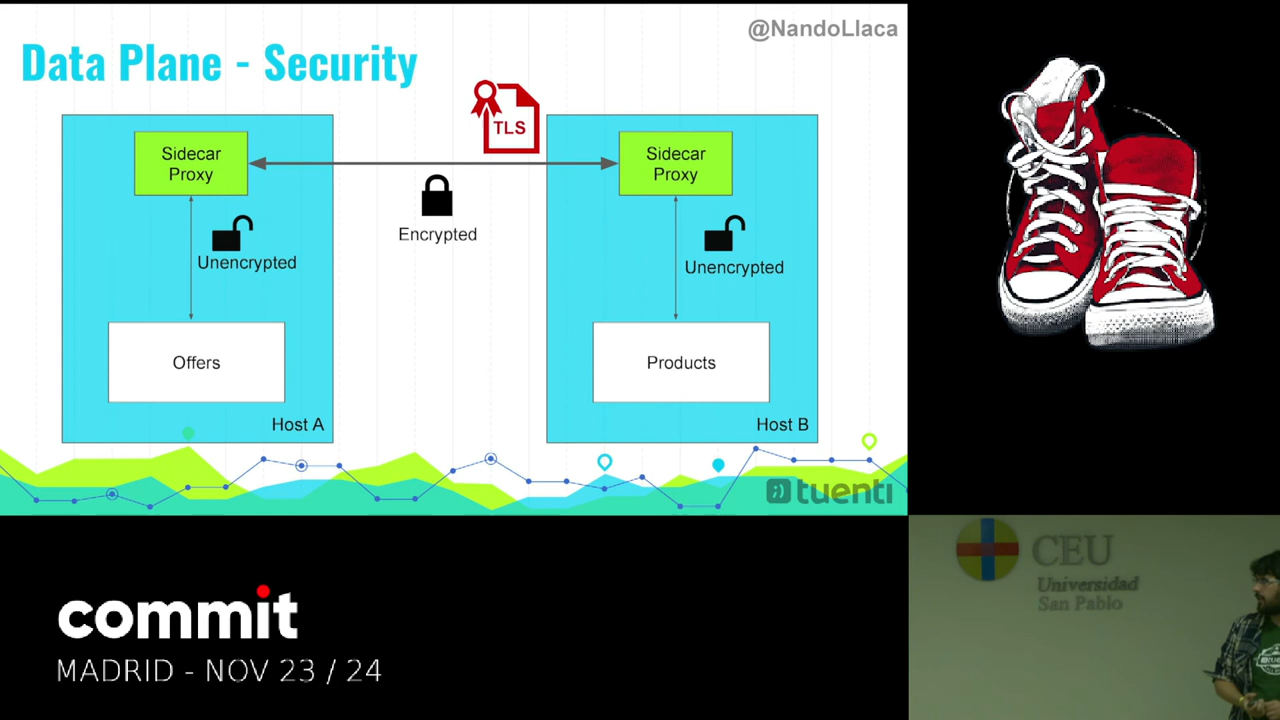 @NandoLlaca
Data Plane - Security
TLS
Sidecar
Proxy
Sidecar
Proxy
Encrypted
Unencrypted
Unencrypted
Offers
Products
Host A
Host B
tuenti
commit
MADRID - NOV 23 / 24
CEU
Universidad
San Pablo